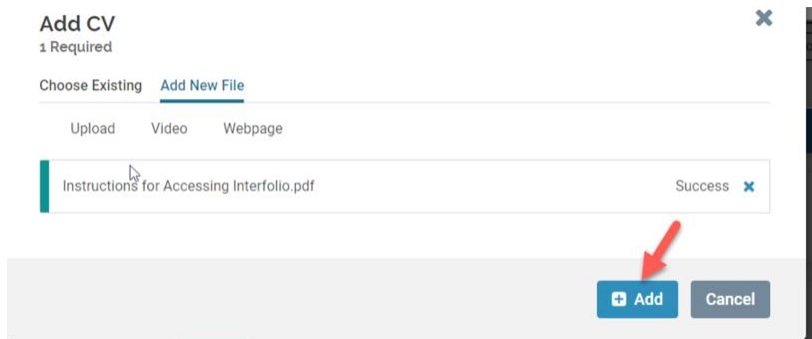 Add CV
1 Required
Choose Existing Add New File
Upload Video Webpage
Instructions for Accessing Interfolio.pdf Success
Add Cancel